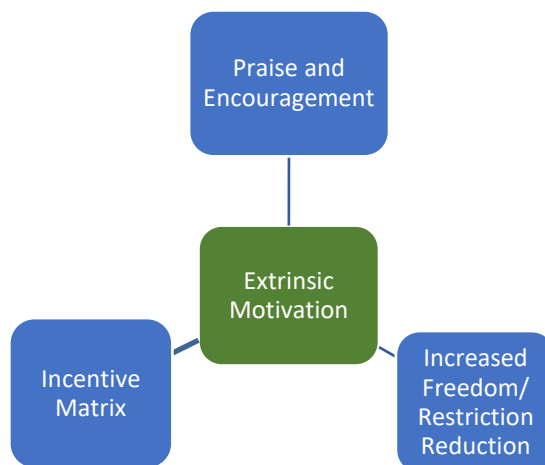 Praise and
Encouragement
Extrinsic
Motivation
Incentive
Matrix
Increased
Freedom/
Restriction
Reduction